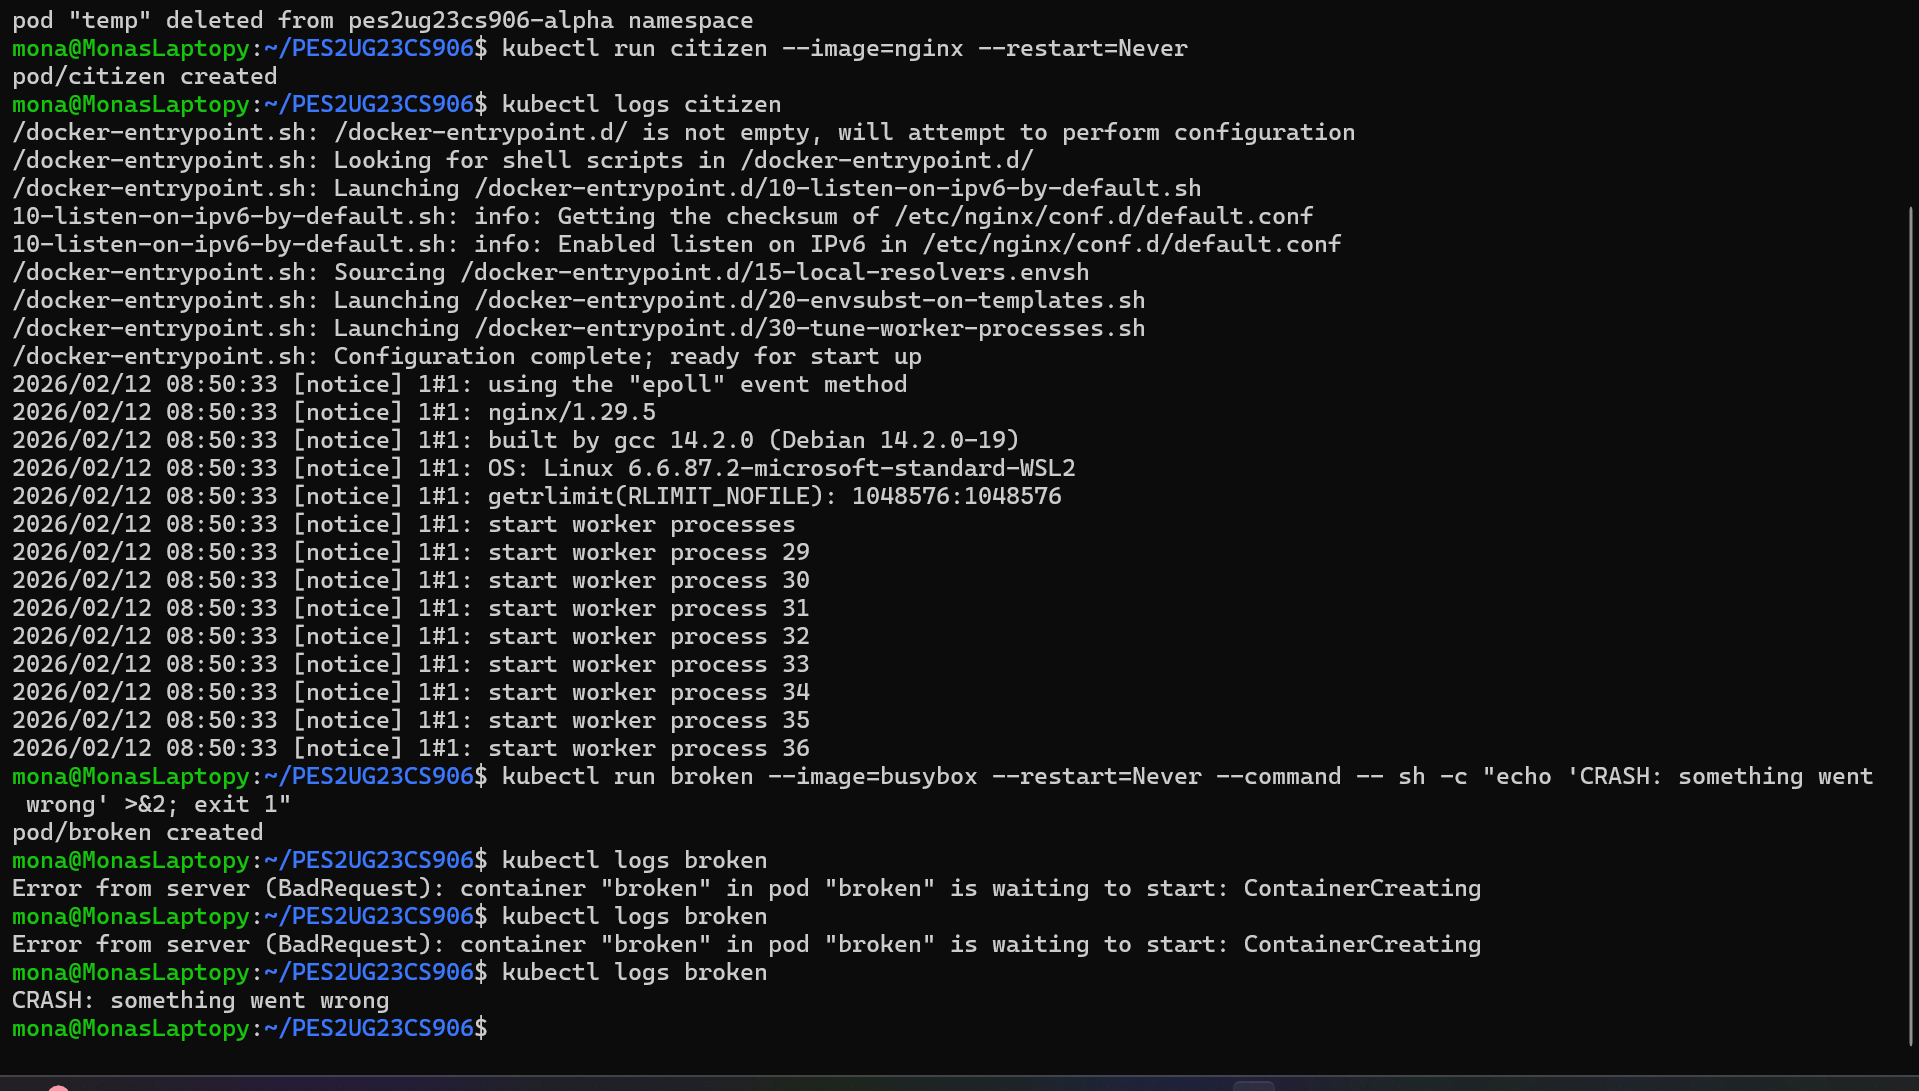 pod "temp" deleted from pes2ug23cs906-alpha namespace
mona@MonasLaptopy:~/PES2UG23CS906$ kubectl run citizen --image=nginx --restart=Never
pod/citizen created
mona@MonasLaptopy:~/PES2UG23CS906$ kubectl logs citizen
/docker-entrypoint.sh: /docker-entrypoint.d/ is not empty, will attempt to perform configuration
/docker-entrypoint.sh: Looking for shell scripts in /docker-entrypoint.d/
/docker-entrypoint.sh: Launching /docker-entrypoint.d/10-listen-on-ipv6-by-default.sh
10-listen-on-ipv6-by-default.sh: info: Getting the checksum of /etc/nginx/conf.d/default.conf
10-listen-on-ipv6-by-default.sh: info: Enabled listen on IPv6 in /etc/nginx/conf.d/default.conf
/docker-entrypoint.sh: Sourcing /docker-entrypoint.d/15-local-resolvers.envsh
/docker-entrypoint.sh: Launching /docker-entrypoint.d/20-envsubst-on-templates.sh
/docker-entrypoint.sh: Launching /docker-entrypoint.d/30-tune-worker-processes.sh
/docker-entrypoint.sh: Configuration complete; ready for start up
2026/02/12 08:50:33 [notice] 1#1: using the "epoll" event method
2026/02/12 08:50:33 [notice] 1#1: nginx/1.29.5
2026/02/12 08:50:33 [notice] 1#1: built by gcc 14.2.0 (Debian 14.2.0-19)
2026/02/12 08:50:33 [notice] 1#1: OS: Linux 6.6.87.2-microsoft-standard-WSL2
2026/02/12 08:50:33 [notice] 1#1: getrlimit(RLIMIT_NOFILE): 1048576:1048576
2026/02/12 08:50:33 [notice] 1#1: start worker processes
2026/02/12 08:50:33 [notice] 1#1: start worker process 29
2026/02/12 08:50:33 [notice] 1#1: start worker process 30
2026/02/12 08:50:33 [notice] 1#1: start worker process 31
2026/02/12 08:50:33 [notice] 1#1: start worker process 32
2026/02/12 08:50:33 [notice] 1#1: start worker process 33
2026/02/12 08:50:33 [notice] 1#1: start worker process 34
2026/02/12 08:50:33 [notice] 1#1: start worker process 35
2026/02/12 08:50:33 [notice] 1#1: start worker process 36
mona@MonasLaptopy:~/PES2UG23CS906$ kubectl run broken --image=busybox --restart=Never --command -- sh -c "echo 'CRASH: something went
 wrong' >&2; exit 1"
pod/broken created
mona@MonasLaptopy:~/PES2UG23CS906$ kubectl logs broken
Error from server (BadRequest): container "broken" in pod "broken" is waiting to start: ContainerCreating
mona@MonasLaptopy:~/PES2UG23CS906$ kubectl logs broken
Error from server (BadRequest): container "broken" in pod "broken" is waiting to start: ContainerCreating
mona@MonasLaptopy:~/PES2UG23CS906$ kubectl logs broken
CRASH: something went wrong
mona@MonasLaptopy:~/PES2UG23CS906$